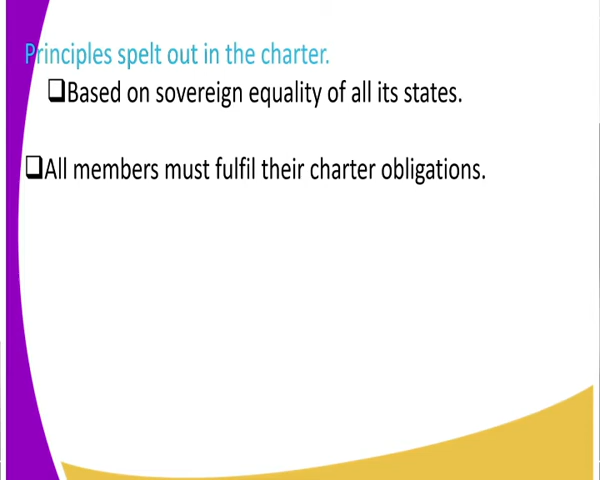 Principles spelt out in the charter.
❑Based on sovereign equality of all its states.
❑All members must fulfil their charter obligations.